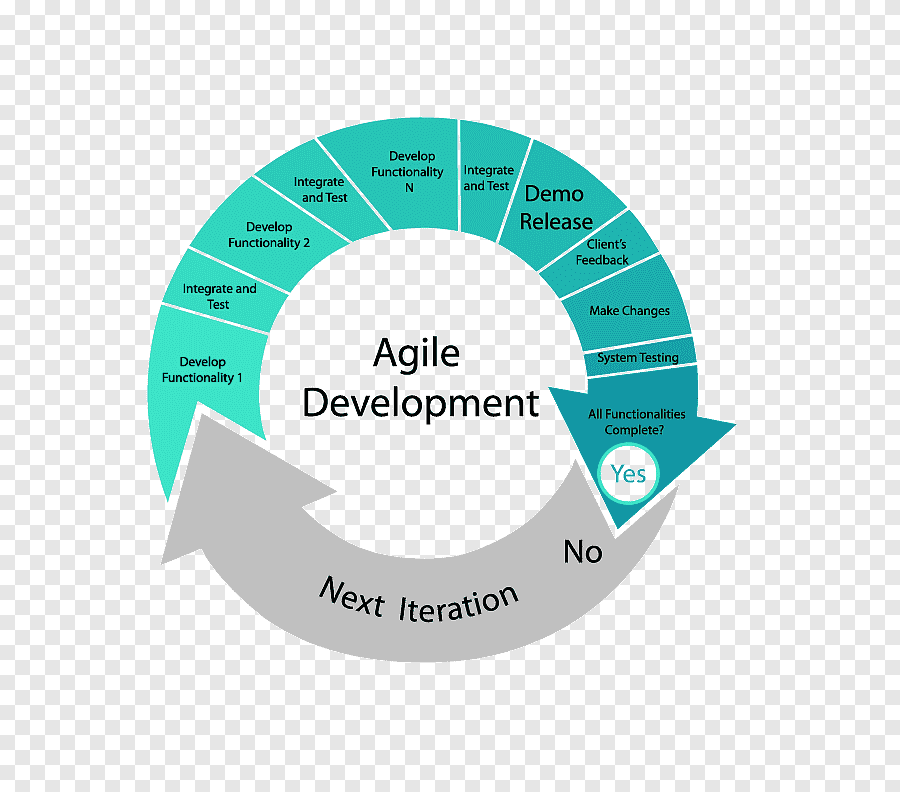 Agile
Development
Develop
Functionality 1
Integrate and
Test
Develop
Functionality 2
Integrate
and Test
Develop
Functionality
N
Integrate
and Test
Demo
Release
Client's
Feedback
Make Changes
System Testing
All Functionalities
Complete?
Yes
No
Next Iteration